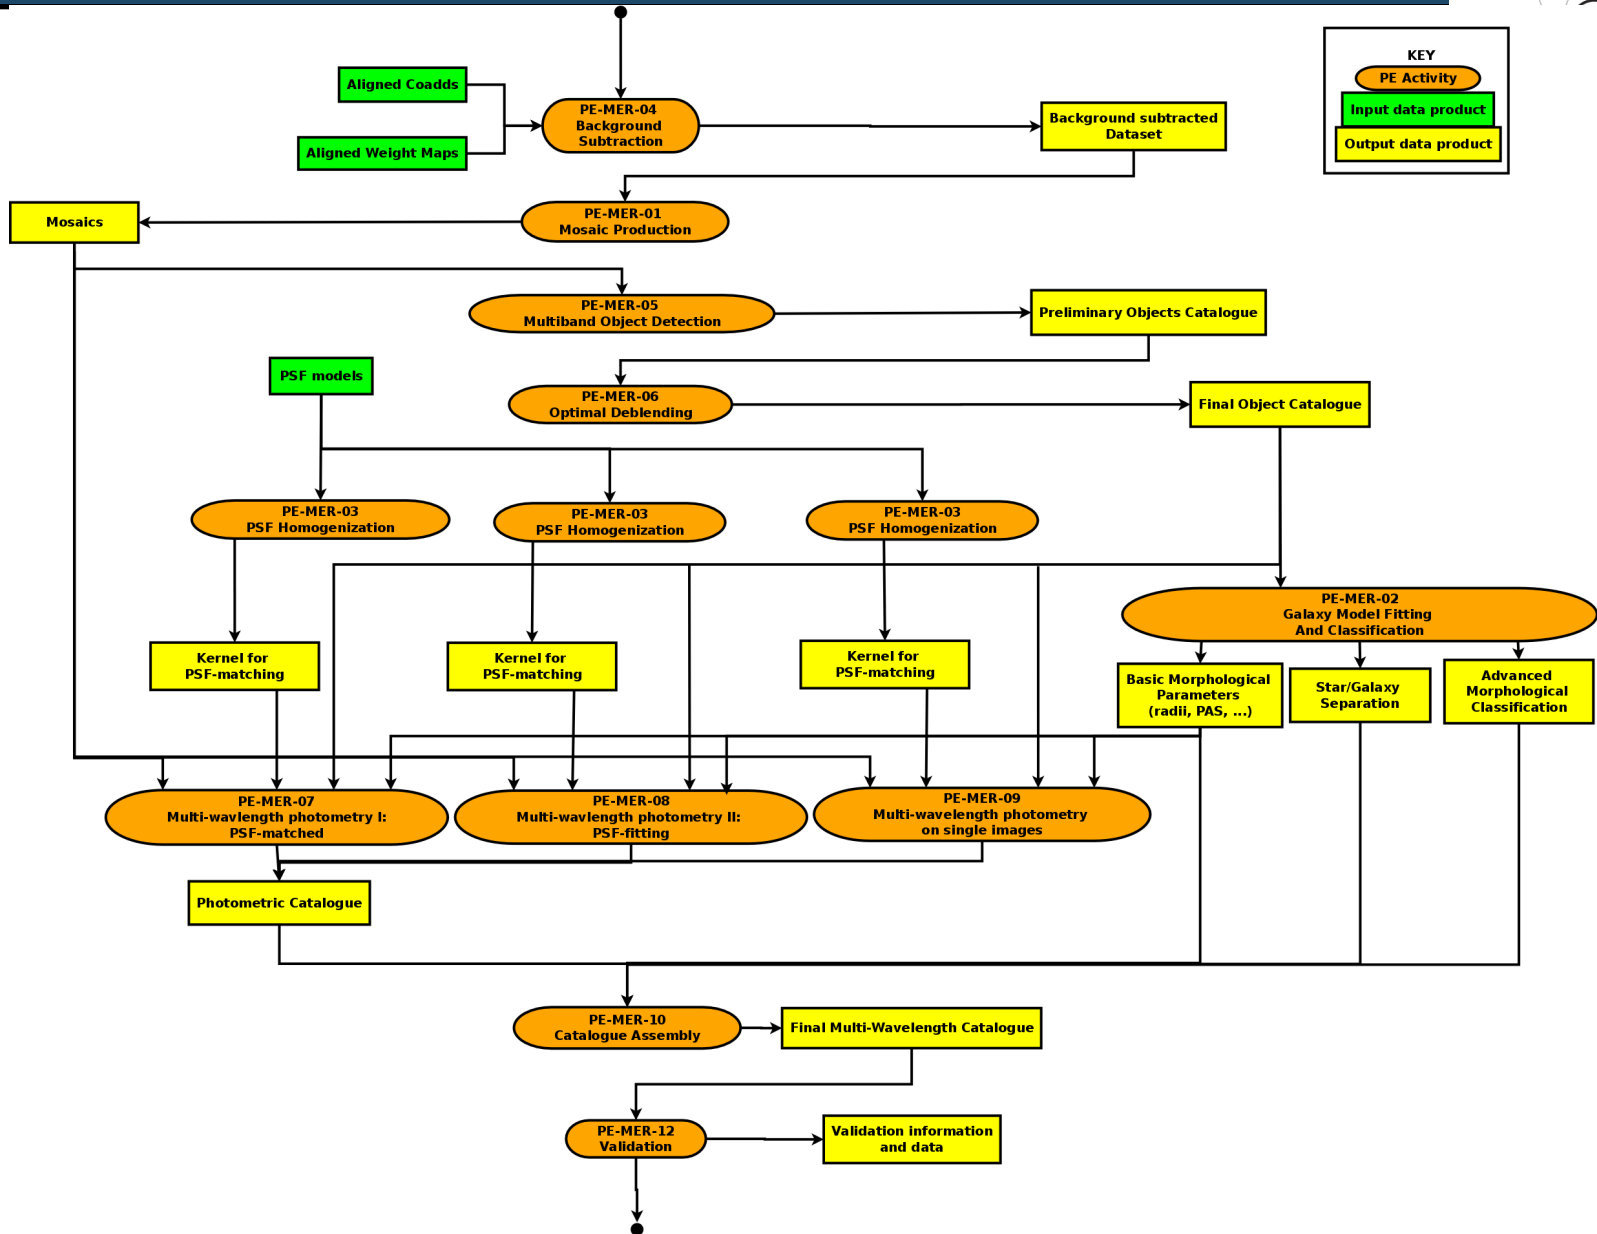 KEY
PE Activity
Input data product
Output data product
Aligned Coadds
Aligned Weight Maps
PE-MER-04
Background
Subtraction
Background subtracted
Dataset
Mosaics
PE-MER-01
Mosaic Production
PE-MER-05
Multiband Object Detection
Preliminary Objects Catalogue
PSF models
PE-MER-06
Optimal Deblending
Final Object Catalogue
PE-MER-03
PSF Homogenization
PE-MER-03
PSF Homogenization
PE-MER-03
PSF Homogenization
PE-MER-02
Galaxy Model Fitting
And Classification
Kernel for
PSF-matching
Kernel for
PSF-matching
Kernel for
PSF-matching
Basic Morphological
Parameters
(radii, PAS, ...)
Star/Galaxy
Separation
Advanced
Morphological
Classification
PE-MER-07
Multi-wavlength photometry I:
PSF-matched
PE-MER-08
Multi-wavlength photometry II:
PSF-fitting
PE-MER-09
Multi-wavelength photometry
on single images
Photometric Catalogue
PE-MER-10
Catalogue Assembly
Final Multi-Wavelength Catalogue
PE-MER-12
Validation
Validation information
and data